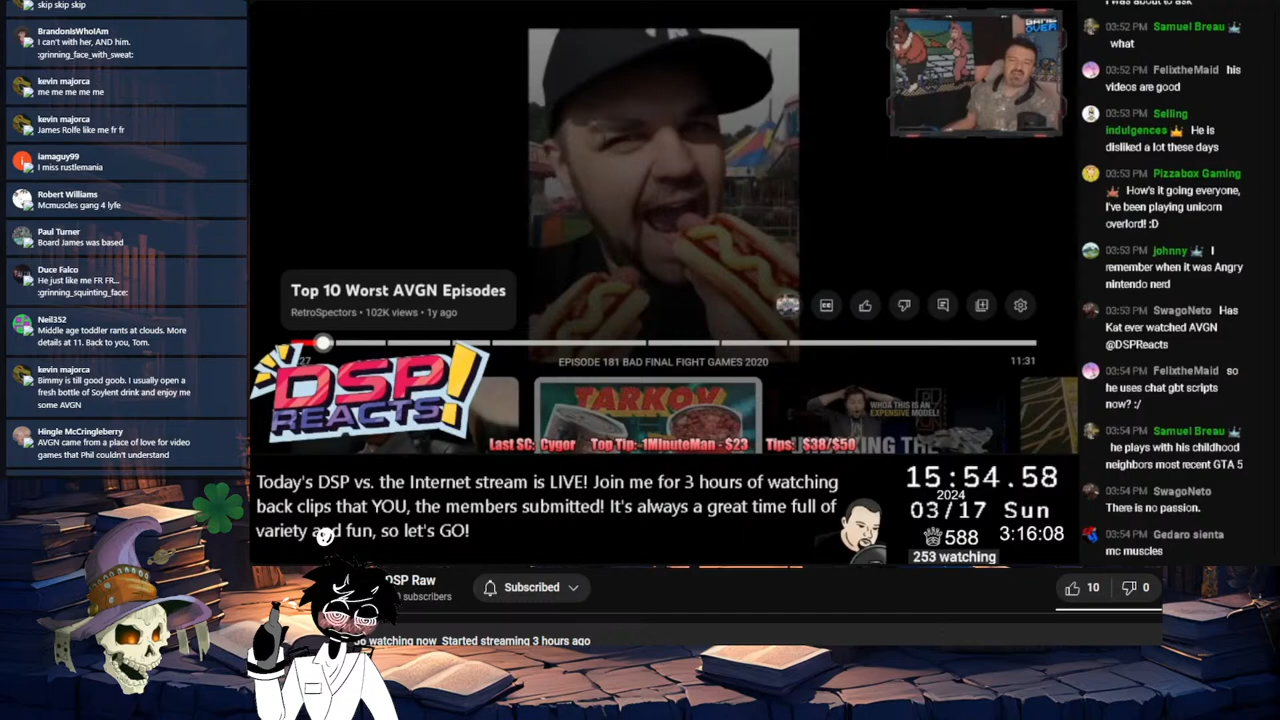 skip skip skip
BrandonIsWhoIAm
I can't with her, AND him.
:grinning_face_with_sweat:
kevin majorca
me me me me me
kevin majorca
James Rolfe like me fr fr
iamaguy99
I miss rustlemania
Robert Williams
Mcmuscles gang 4 lyfe
Paul Turner
Board James was based
Duce Falco
He just like me FR FR...
:grinning_squinting_face:
Neil352
Middle age toddler rants at clouds. More
details at 11. Back to you, Tom.
kevin majorca
Bimmy is till good goob. I usually open a
fresh bottle of Soylent drink and enjoy me
some AVGN
Hingle McCringleberry
AVGN came from a place of love for video
games that Phil couldn't understand
GAME
OVER
Top 10 Worst AVGN Episodes
RetroSpectors • 102K views • 1y ago
EPISODE 181 BAD FINAL FIGHT GAMES 2020
11:31
DSP
REACTS!
TARKOV
WHOA THIS IS AN
EXPENSIVE MODEL!
THE
Last SC: Cygor Top Tip: 1MinuteMan - $23 Tips: $38/$50
Today's DSP vs. the Internet stream is LIVE! Join me for 3 hours of watching
back clips that YOU, the members submitted! It's always a great time full of
variety and fun, so let's GO!
15:54.58
2024
03/17 Sun
588
3:16:08
253 watching
DSP Raw
subscribers
Subscribed
10
0
watching now Started streaming 3 hours ago
I was about to ask
03:52 PM Samuel Breau
what
03:52 PM FelixtheMaid his
videos are good
03:53 PM Selling
indulgences He is
disliked a lot these days
03:53 PM Pizzabox Gaming
How's it going everyone,
I've been playing unicorn
overlord! :D
03:53 PM johnny I
remember when it was Angry
nintendo nerd
03:54 PM SwagoNeto Has
Kat ever watched AVGN
@DSPReacts
03:54 PM FelixtheMaid so
he uses chat gbt scripts
now? :/
03:54 PM Samuel Breau
he plays with his childhood
neighbors most recent GTA 5
03:54 PM SwagoNeto
There is no passion.
03:54 PM Gedaro sienta
mc muscles